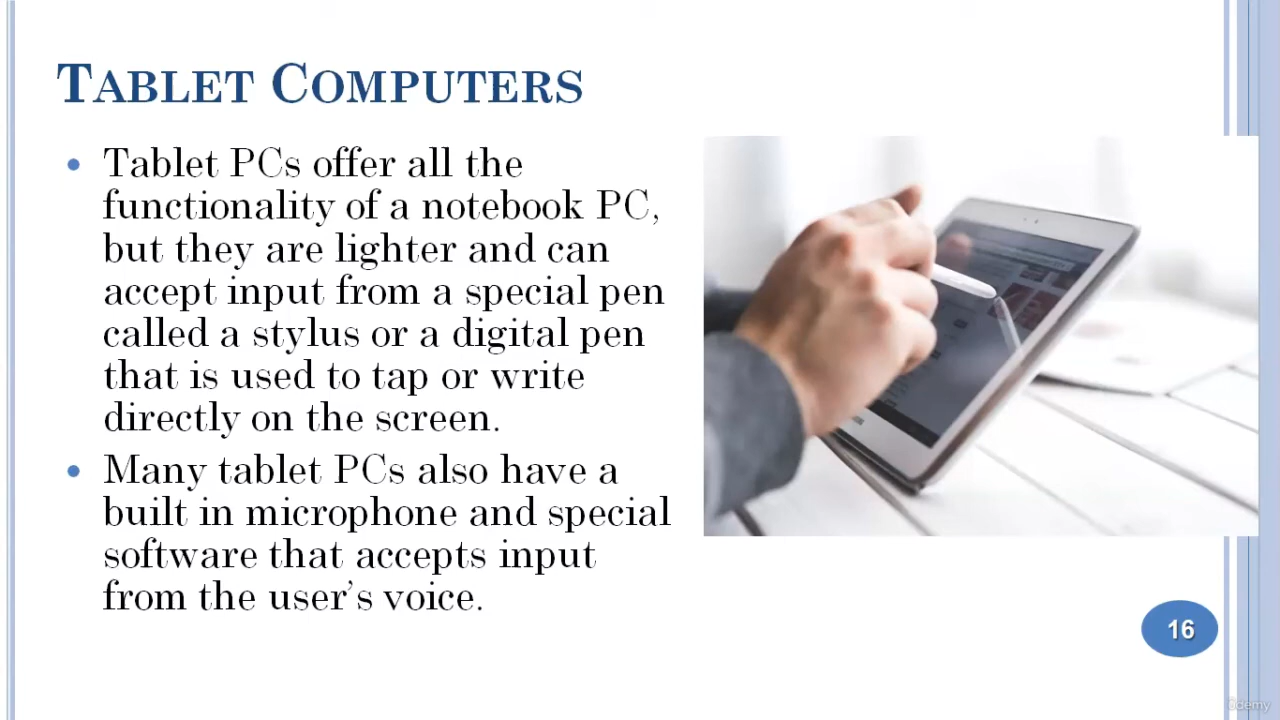 TABLET COMPUTERS
• Tablet PCs offer all the
functionality of a notebook PC,
but they are lighter and can
accept input from a special pen
called a stylus or a digital pen
that is used to tap or write
directly on the screen.
• Many tablet PCs also have a
built in microphone and special
software that accepts input
from the user's voice.
16
ûdemy